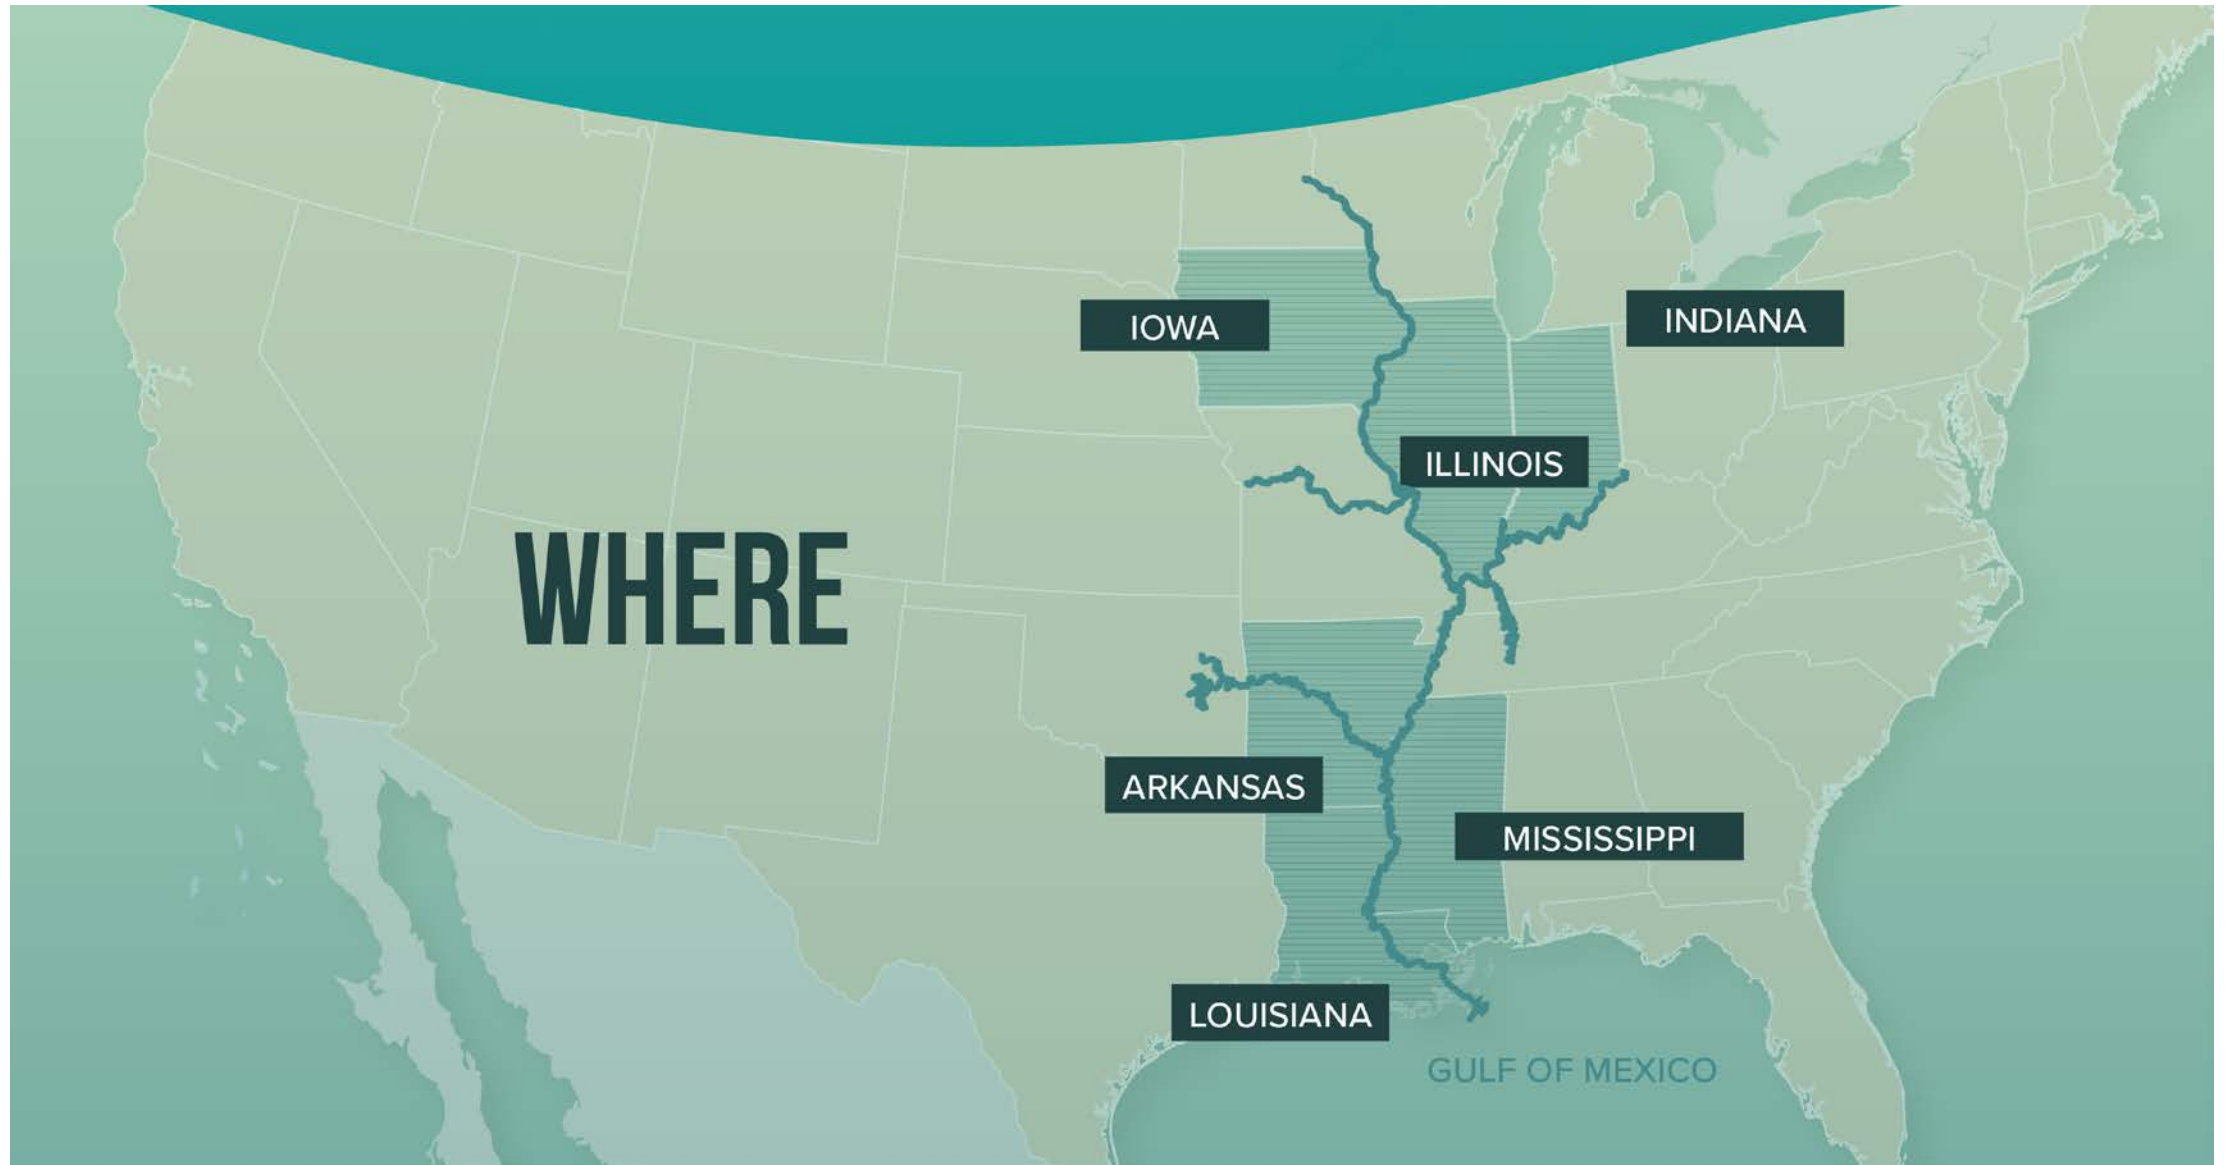 IOWA
INDIANA
ILLINOIS
WHERE
ARKANSAS
MISSISSIPPI
LOUISIANA
GULF OF MEXICO